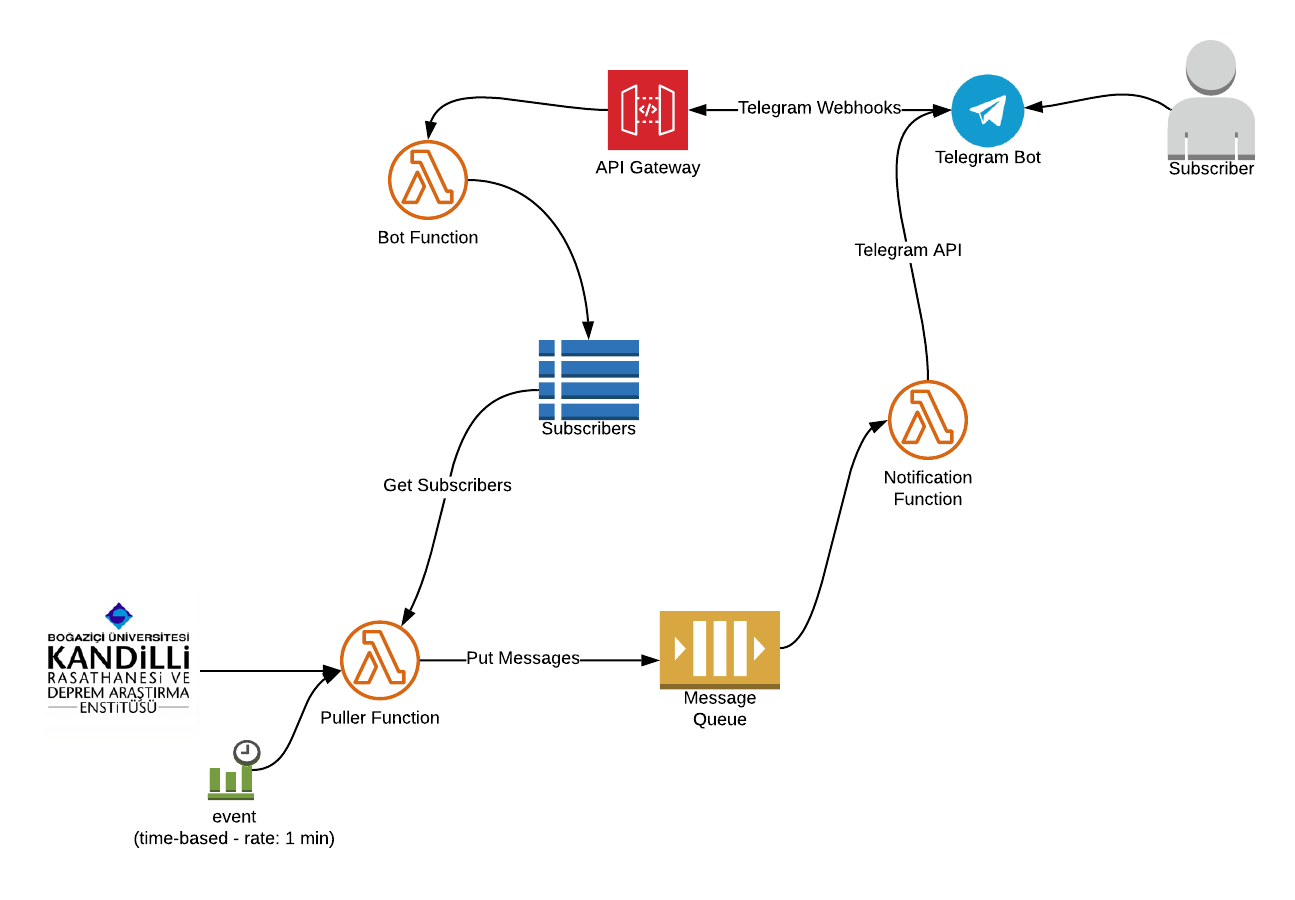 Telegram Webhooks
API Gateway
Telegram Bot
Subscriber
Bot Function
Telegram API
Subscribers
Get Subscribers
Notification
Function
BOĞAZİÇİ ÜNİVERSİTESİ
KANDİLLİ
RASATHANESİ VE
DEPREM ARAŞTIRMA
ENSTİTÜSÜ
Puller Function
Put Messages
Message
Queue
event
(time-based - rate: 1 min)